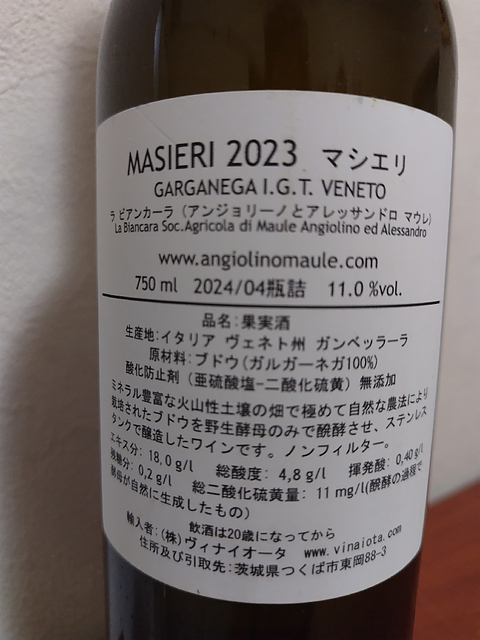 MASIERI 2023 マシエリ
GARGANEGA I.G.T. VENETO
ラ ビアンカーラ (アンジョリーノとアレッサンドロ マウレ)
La Biancara Soc.Agricola di Maule Angiolino ed Alessandro
www.angiolinomaule.com
750 ml 2024/04瓶詰 11.0 %vol.
品名:果実酒
生産地:イタリア ヴェネト州 ガンベッラーラ
原材料:ブドウ(ガルガーネガ100%)
酸化防止剤 (亜硫酸塩-二酸化硫黄) 無添加
ミネラル豊富な火山性土壌の畑で極めて自然な農法により
栽培されたブドウを野生酵母のみで醗酵させ、ステンレス
タンクで醸造したワインです。ノンフィルター。
エキス分: 18,0 g/l 総酸度: 4,8 g/l 揮発酸: 0,40 g/l
残糖分: 0,2 g/l 総二酸化硫黄量: 11 mg/l(醗酵の過程で
酵母が自然に生成したもの)
飲酒は20歳になってから
輸入者:(株)ヴィナイオータ www.vinaiota.com
住所及び引取先:茨城県つくば市東岡88-3